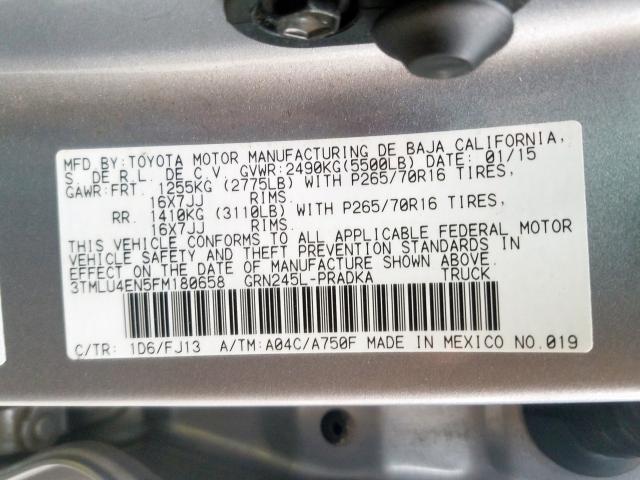 MFD BY:TOYOTA MOTOR MANUFACTURING DE BAJA CALIFORNIA,
S. DE R.L. DE C.V. GVWR:2490KG(5500LB) DATE: 01/15
GAWR:FRT. 1255KG (2775LB) WITH P265/70R16 TIRES,
16X7JJ RIMS.
RR. 1410KG (3110LB) WITH P265/70R16 TIRES,
16X7JJ RIMS.
THIS VEHICLE CONFORMS TO ALL APPLICABLE FEDERAL MOTOR
VEHICLE SAFETY AND THEFT PREVENTION STANDARDS IN
EFFECT ON THE DATE OF MANUFACTURE SHOWN ABOVE.
3TMLU4EN5FM180658 GRN245L-PRADKA TRUCK
C/TR: 1D6/FJ13 A/TM:A04C/A750F MADE IN MEXICO NO.019